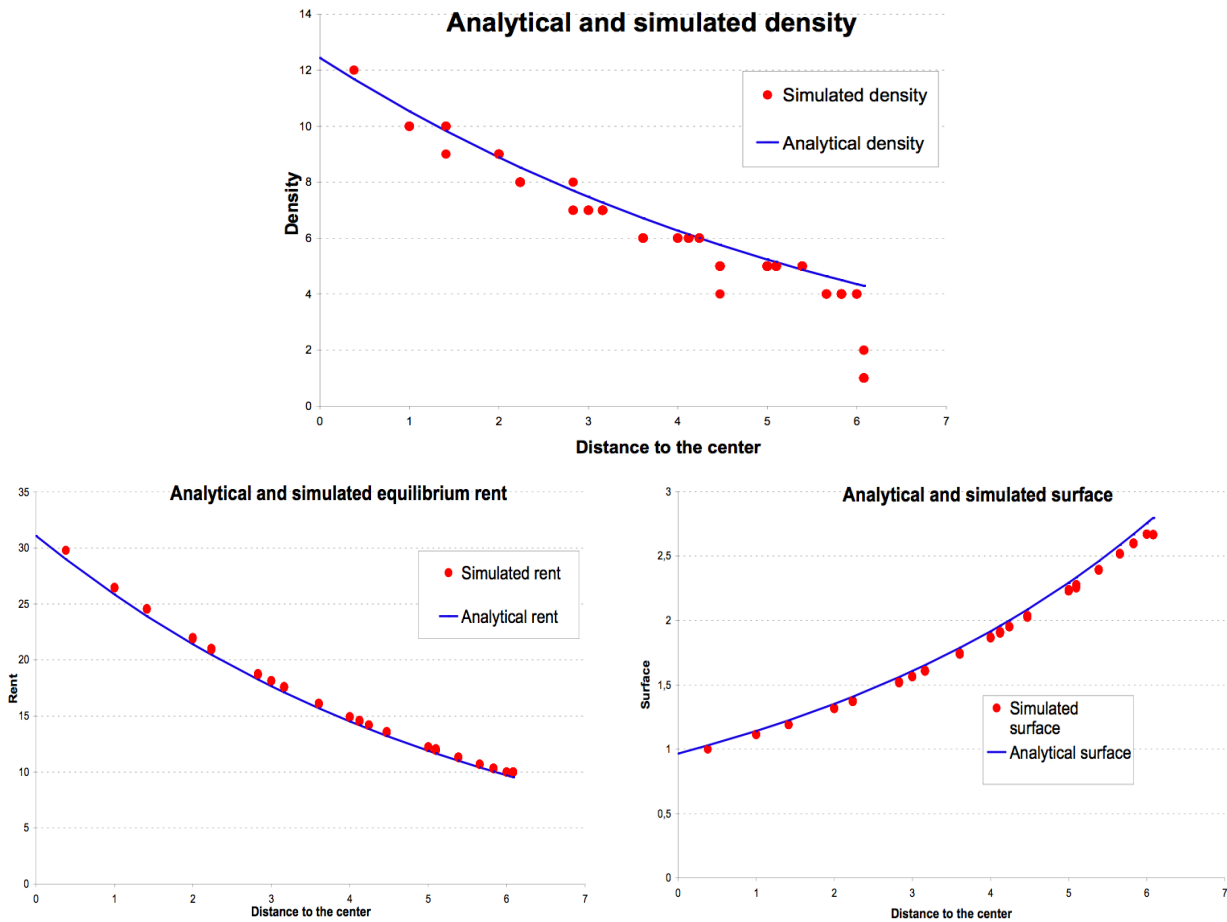 Analytical and simulated density
14
12
10
8
6
4
2
0
Density
Simulated density
Analytical density
0 1 2 3 4 5 6 7
Distance to the center
Analytical and simulated equilibrium rent
35
30
25
20
15
10
5
0
Rent
Simulated rent
Analytical rent
0 1 2 3 4 5 6 7
Distance to the center
Analytical and simulated surface
3
2,5
2
1,5
1
0,5
0
Surface
Simulated
surface
Analytical surface
0 1 2 3 4 5 6 7
Distance to the center